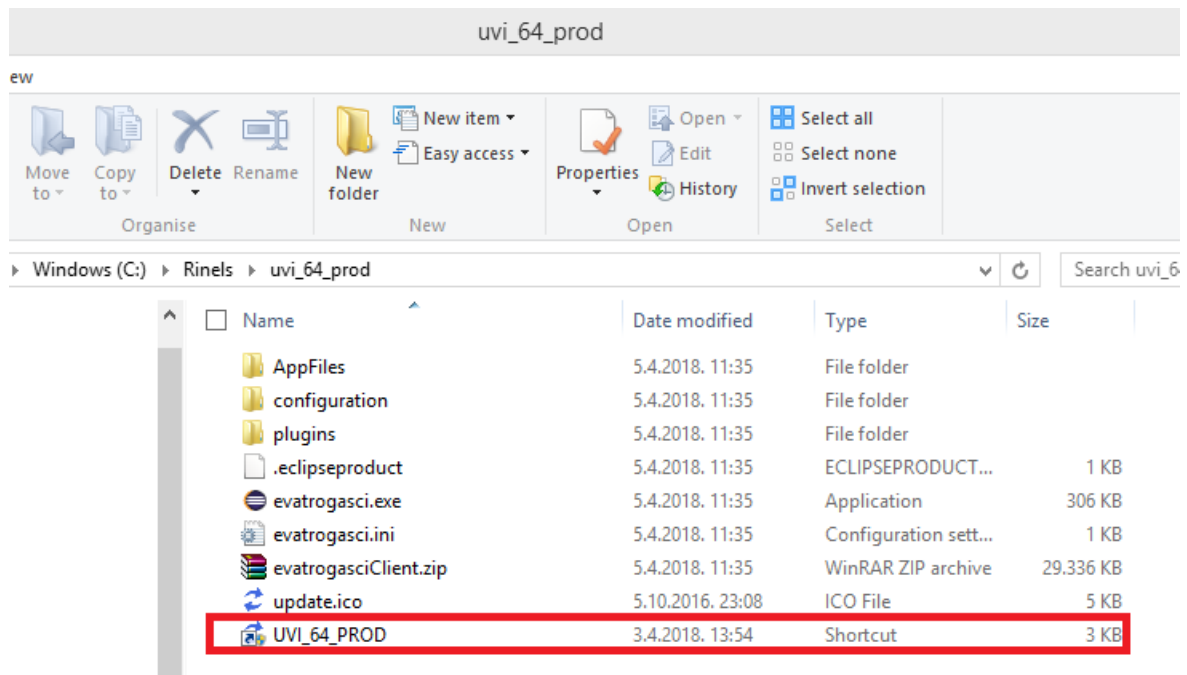 uvi_64_prod
ew
Move to
Copy to
Delete
Rename
New folder
New item
Easy access
Properties
Open
Edit
History
Select all
Select none
Invert selection
Organise
New
Open
Select
Windows (C:) Rinels uvi_64_prod
Search uvi_64
Name Date modified Type Size
AppFiles 5.4.2018. 11:35 File folder
configuration 5.4.2018. 11:35 File folder
plugins 5.4.2018. 11:35 File folder
.eclipseproduct 5.4.2018. 11:35 ECLIPSEPRODUCT... 1 KB
evatrogasci.exe 5.4.2018. 11:35 Application 306 KB
evatrogasci.ini 5.4.2018. 11:35 Configuration sett... 1 KB
evatrogasciClient.zip 5.4.2018. 11:35 WinRAR ZIP archive 29.336 KB
update.ico 5.10.2016. 23:08 ICO File 5 KB
UVI_64_PROD 3.4.2018. 13:54 Shortcut 3 KB